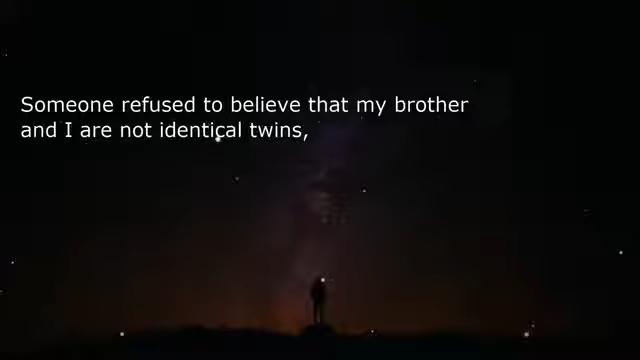 Someone refused to believe that my brother
and I are not identical twins,